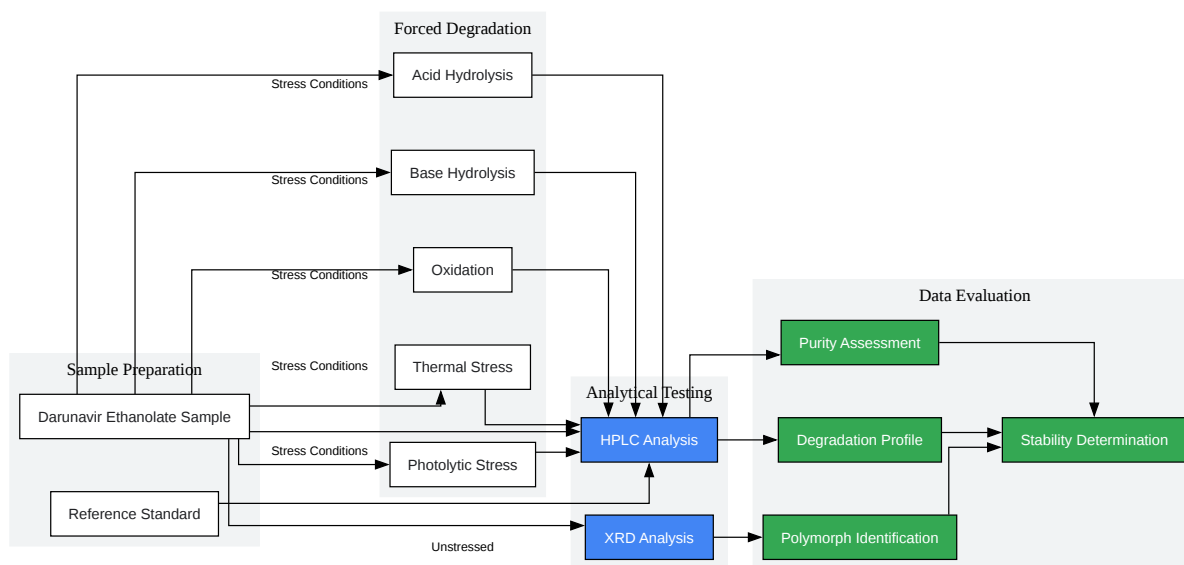 Forced Degradation
Acid Hydrolysis
Stress Conditions
Base Hydrolysis
Stress Conditions
Oxidation
Stress Conditions
Data Evaluation
Purity Assessment
Sample Preparation
Stress Conditions
Thermal Stress
Analytical Testing
Darunavir Ethanolate Sample
HPLC Analysis
Degradation Profile
Stability Determination
Stress Conditions
Photolytic Stress
Reference Standard
XRD Analysis
Polymorph Identification
Unstressed